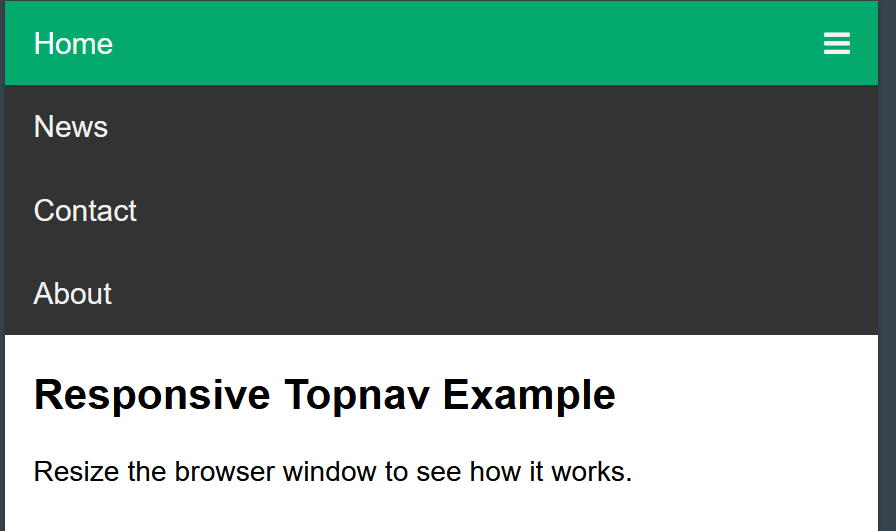 Home
News
Contact
About
Responsive Topnav Example
Resize the browser window to see how it works.